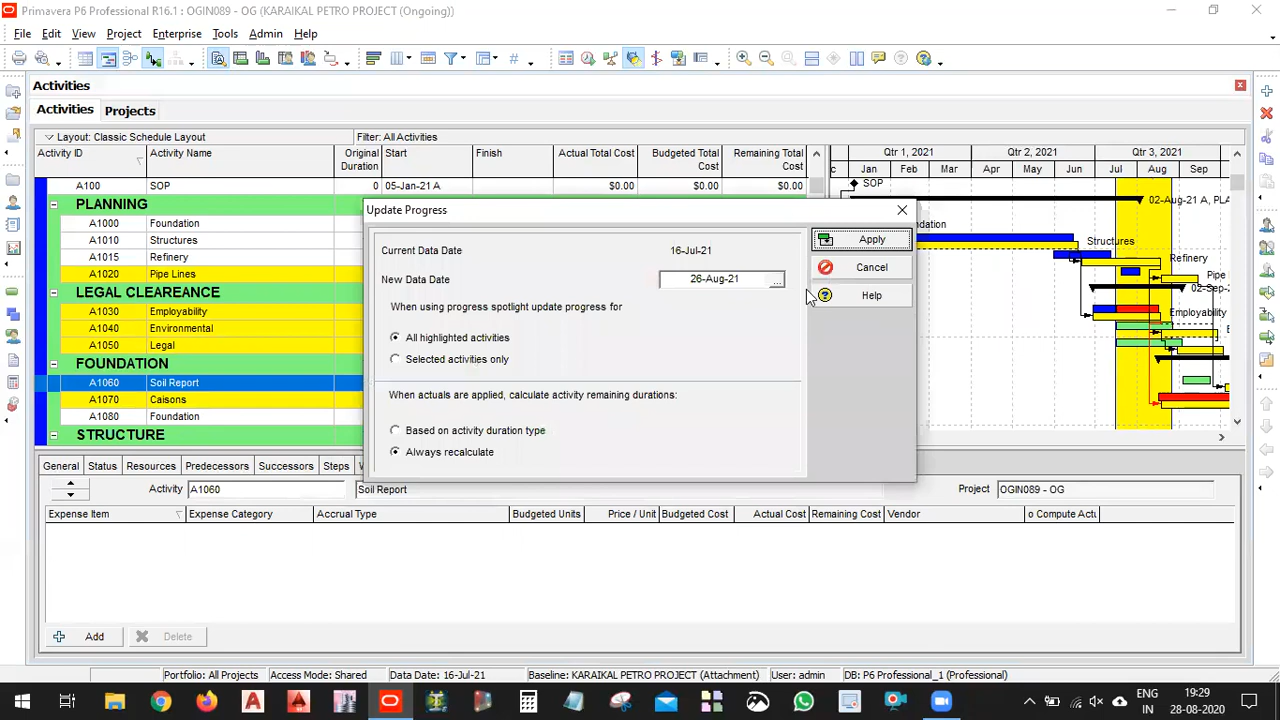 Primavera P6 Professional R16.1 : OGIN089 - OG (KARAIKAL PETRO PROJECT (Ongoing))
File Edit View Project Enterprise Tools Admin Help
Activities
Activities Projects
Layout: Classic Schedule Layout Filter: All Activities
Activity ID Activity Name Original Duration Start Finish Actual Total Cost Budgeted Total Cost Remaining Total Cost
Qtr 1, 2021 Qtr 2, 2021 Qtr 3, 2021
Jan Feb Mar Apr May Jun Jul Aug Sep
A100 SOP 0 05-Jan-21 A $0.00 $0.00 $0.00
SOP
PLANNING
02-Aug-21 A, PLA
A1000 Foundation
A1010 Structures
Structures
A1015 Refinery
Refinery
A1020 Pipe Lines
Pipe
LEGAL CLEAREANCE
02-Sep-2
A1030 Employability
Employability
A1040 Environmental
A1050 Legal
FOUNDATION
A1060 Soil Report
A1070 Caisons
A1080 Foundation
STRUCTURE
Update Progress
Current Data Date 16-Jul-21
New Data Date 26-Aug-21 ...
When using progress spotlight update progress for
All highlighted activities
Selected activities only
When actuals are applied, calculate activity remaining durations:
Based on activity duration type
Always recalculate
Apply
Cancel
Help
General Status Resources Predecessors Successors Steps
Activity A1060 Soil Report Project OGIN089 - OG
Expense Item Expense Category Accrual Type Budgeted Units Price / Unit Budgeted Cost Actual Cost Remaining Cost Vendor o Compute Actu
Add Delete
Portfolio: All Projects Access Mode: Shared Data Date: 16-Jul-21 Baseline: KARAIKAL PETRO PROJECT (Attachment) User: admin DB: P6 Professional_1 (Professional)
ENG
IN
19:29
28-08-2020